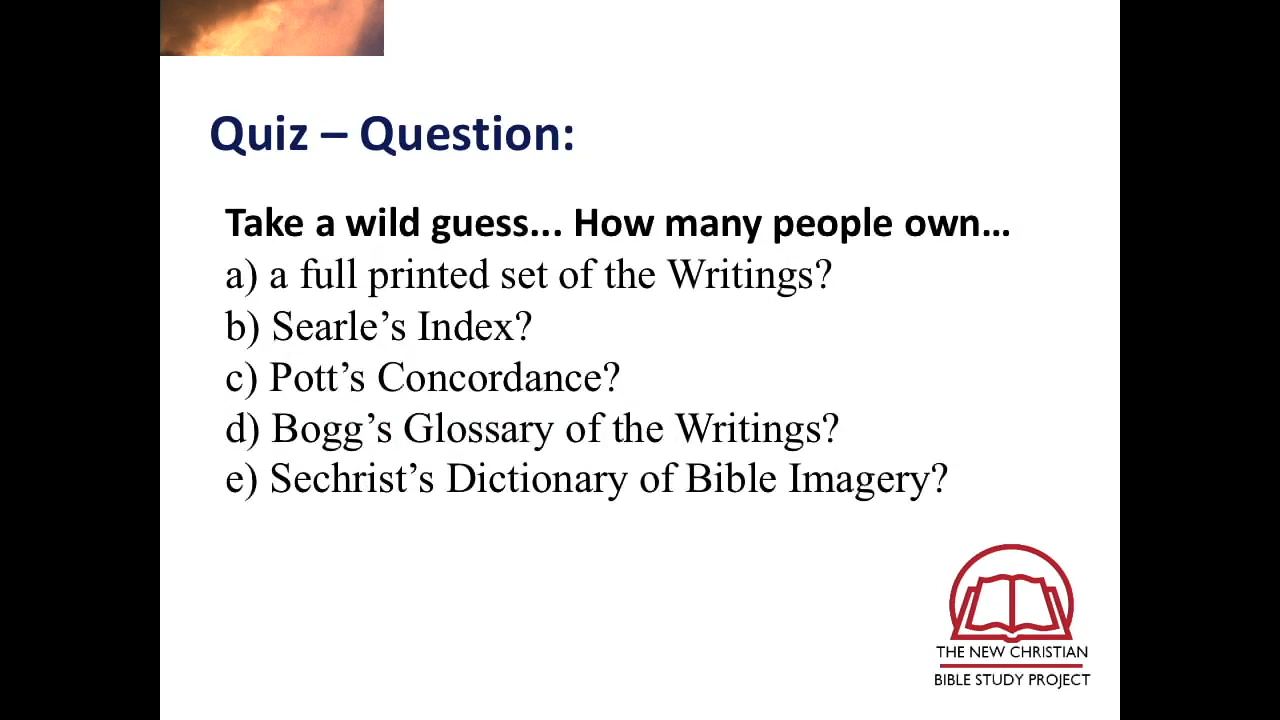 Quiz – Question:
Take a wild guess... How many people own…
a) a full printed set of the Writings?
b) Searle’s Index?
c) Pott’s Concordance?
d) Bogg’s Glossary of the Writings?
e) Sechrist’s Dictionary of Bible Imagery?
THE NEW CHRISTIAN
BIBLE STUDY PROJECT